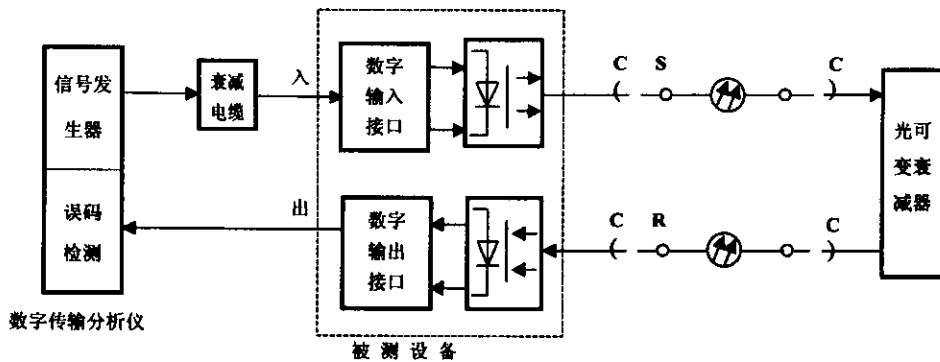 信号发
生器
误码
检测
数字传输分析仪
衰减
电缆
入
出
数字
输入
接口
数字
输出
接口
被测设备
C S C
C R C
光可
变衰
减器